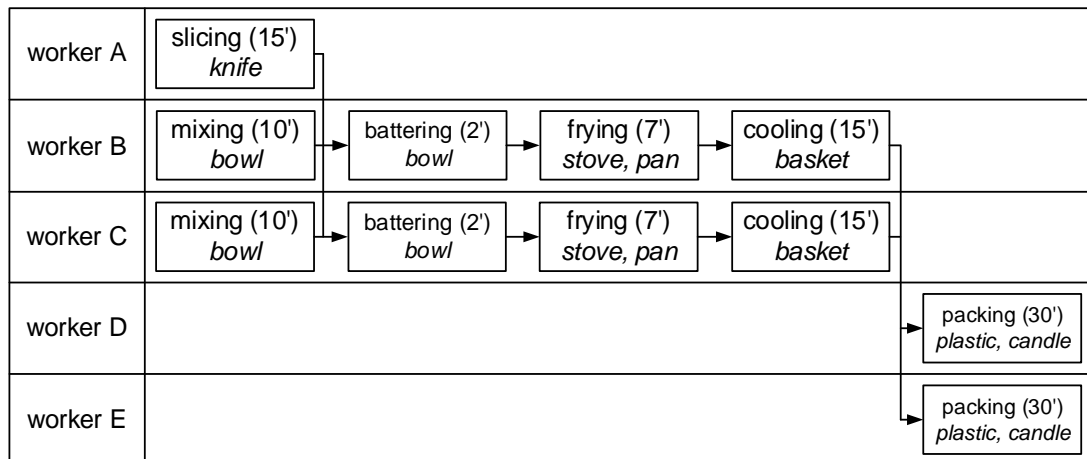 worker A
slicing (15')
knife
worker B
mixing (10')
bowl
battering (2')
bowl
frying (7')
stove, pan
cooling (15')
basket
worker C
mixing (10')
bowl
battering (2')
bowl
frying (7')
stove, pan
cooling (15')
basket
worker D
packing (30')
plastic, candle
worker E
packing (30')
plastic, candle